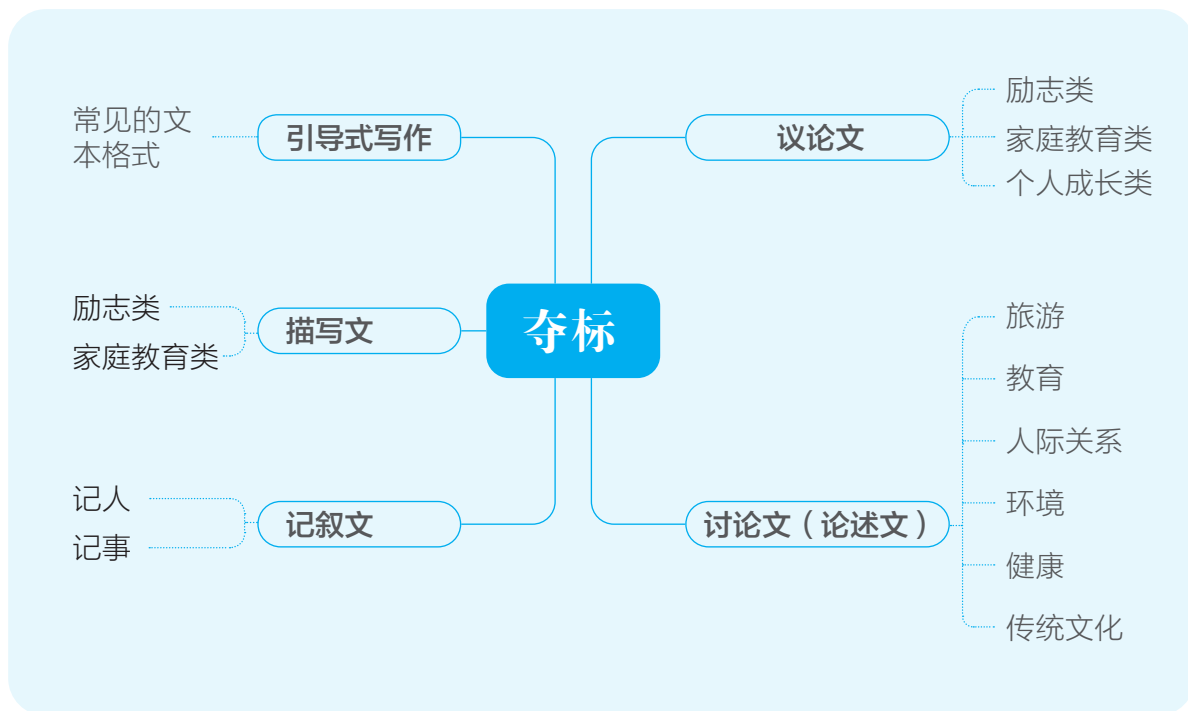 常见的文
本格式
引导式写作
励志类
家庭教育类
描写文
记人
记事
记叙文
夺标
议论文
励志类
家庭教育类
个人成长类
讨论文（论述文）
旅游
教育
人际关系
环境
健康
传统文化